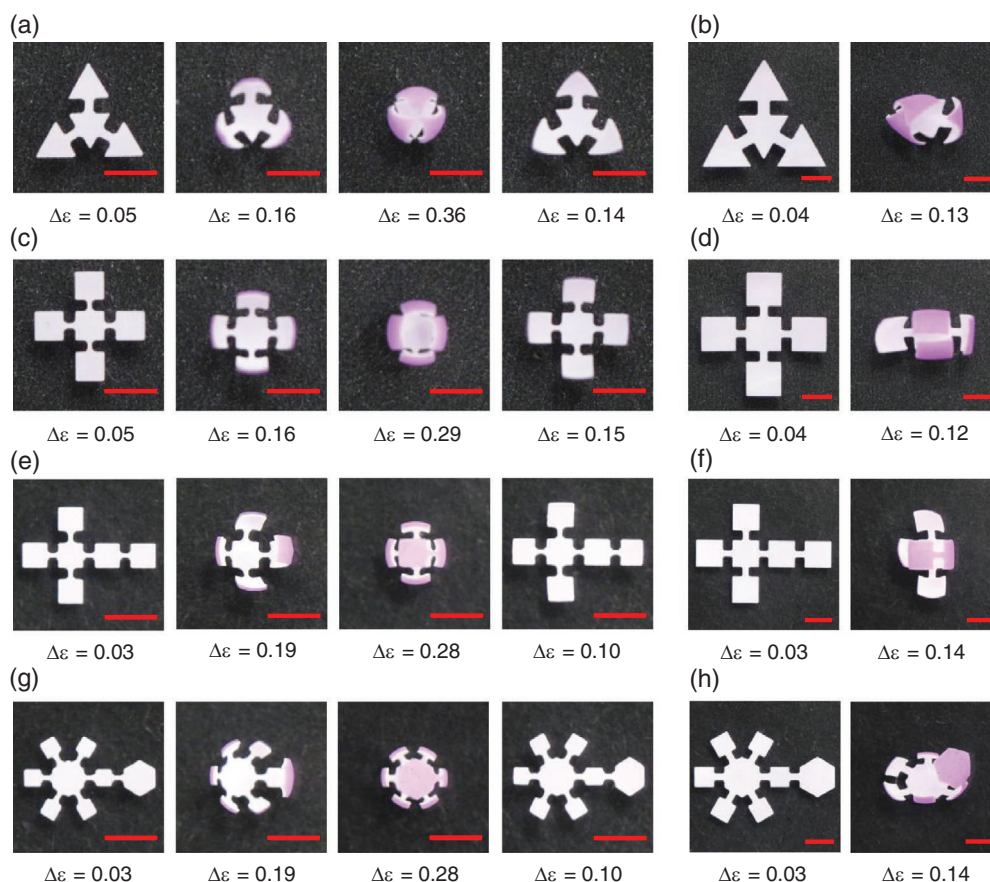 (a) (b)
Δε = 0.05 Δε = 0.16 Δε = 0.36 Δε = 0.14 Δε = 0.04 Δε = 0.13
(c) (d)
Δε = 0.05 Δε = 0.16 Δε = 0.29 Δε = 0.15 Δε = 0.04 Δε = 0.12
(e) (f)
Δε = 0.03 Δε = 0.19 Δε = 0.28 Δε = 0.10 Δε = 0.03 Δε = 0.14
(g) (h)
Δε = 0.03 Δε = 0.19 Δε = 0.28 Δε = 0.10 Δε = 0.03 Δε = 0.14